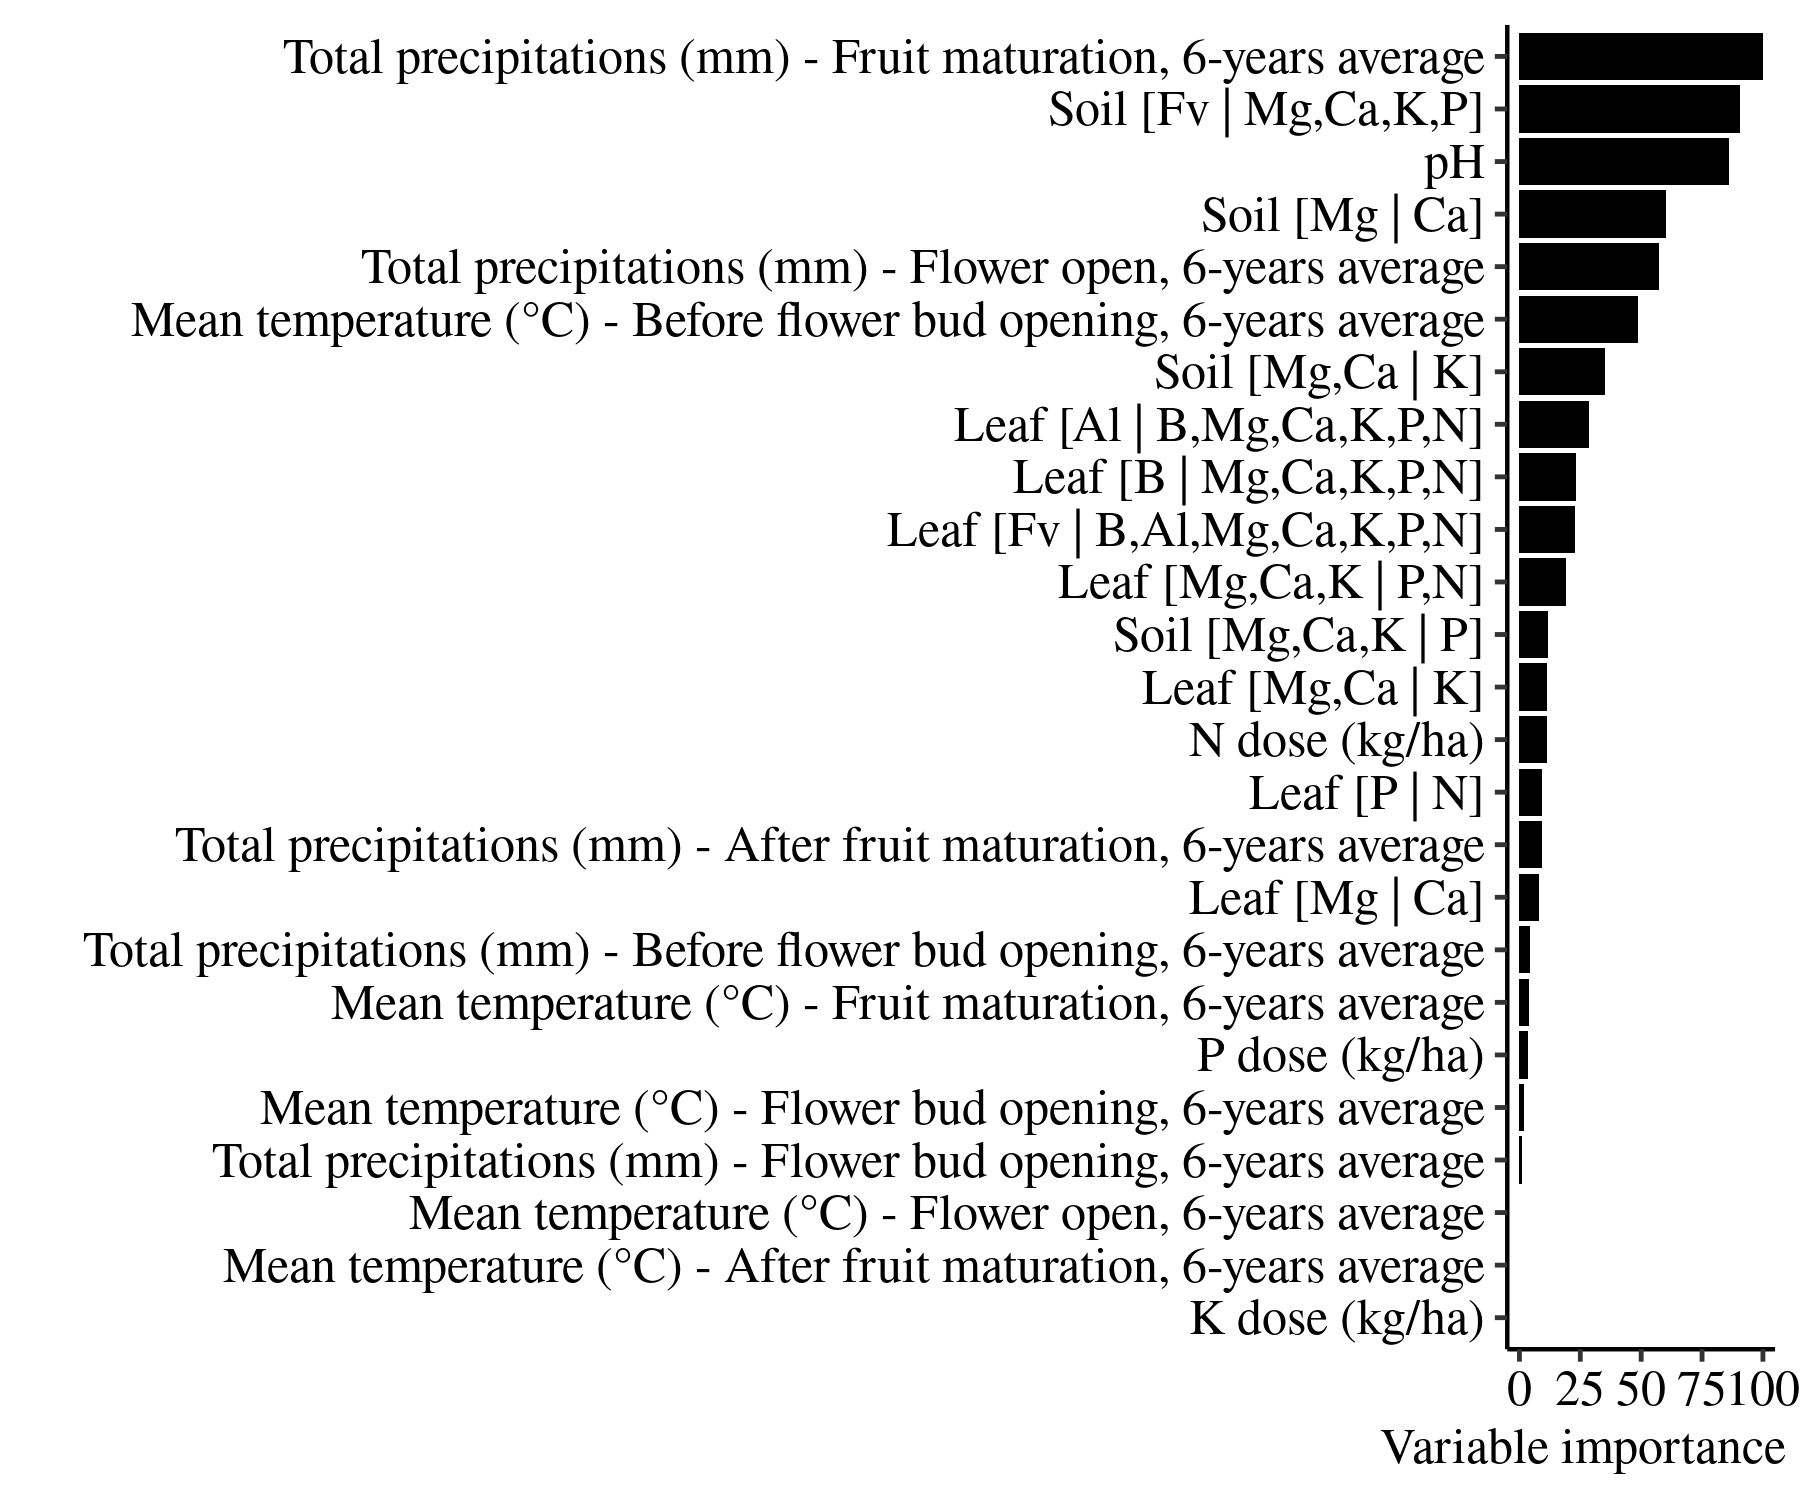 Total precipitations (mm) - Fruit maturation, 6-years average
Soil [Fv | Mg,Ca,K,P]
pH
Soil [Mg | Ca]
Total precipitations (mm) - Flower open, 6-years average
Mean temperature (°C) - Before flower bud opening, 6-years average
Soil [Mg,Ca | K]
Leaf [Al | B,Mg,Ca,K,P,N]
Leaf [B | Mg,Ca,K,P,N]
Leaf [Fv | B,Al,Mg,Ca,K,P,N]
Leaf [Mg,Ca,K | P,N]
Soil [Mg,Ca,K | P]
Leaf [Mg,Ca | K]
N dose (kg/ha)
Leaf [P | N]
Total precipitations (mm) - After fruit maturation, 6-years average
Leaf [Mg | Ca]
Total precipitations (mm) - Before flower bud opening, 6-years average
Mean temperature (°C) - Fruit maturation, 6-years average
P dose (kg/ha)
Mean temperature (°C) - Flower bud opening, 6-years average
Total precipitations (mm) - Flower bud opening, 6-years average
Mean temperature (°C) - Flower open, 6-years average
Mean temperature (°C) - After fruit maturation, 6-years average
K dose (kg/ha)
0 25 50 75 100
Variable importance